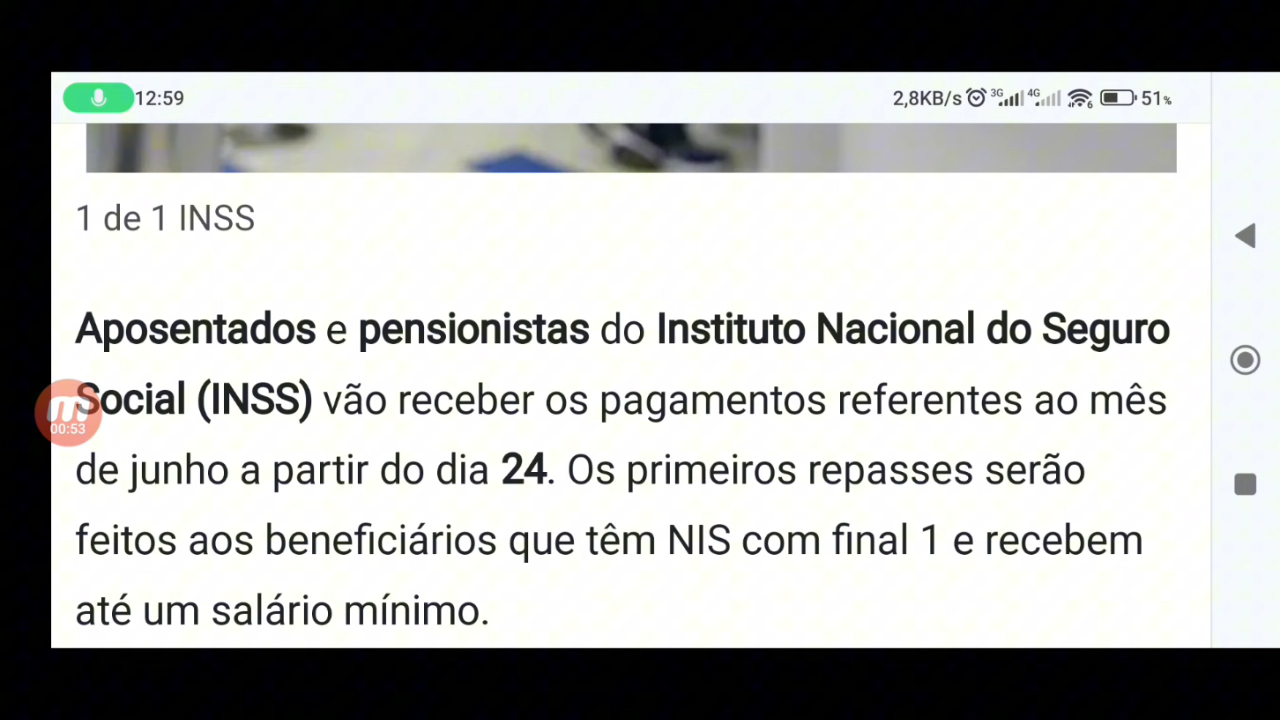 12:59
2,8KB/s 3G 4G 6 51%
1 de 1 INSS
Aposentados e pensionistas do Instituto Nacional do Seguro
Social (INSS) vão receber os pagamentos referentes ao mês
00:53
de junho a partir do dia 24. Os primeiros repasses serão
feitos aos beneficiários que têm NIS com final 1 e recebem
até um salário mínimo.